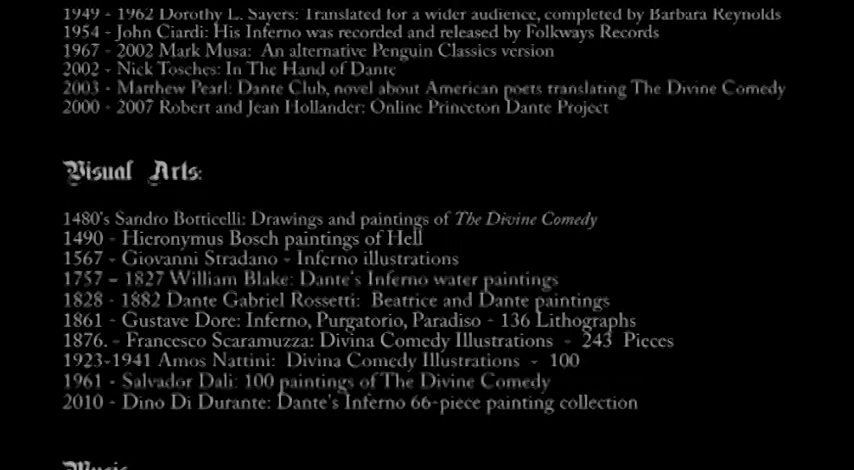 1949 - 1962 Dorothy L. Sayers: Translated for a wider audience, completed by Barbara Reynolds
1954 - John Ciardi: His Inferno was recorded and released by Folkways Records
1967 - 2002 Mark Musa: An alternative Penguin Classics version
2002 - Nick Tosches: In The Hand of Dante
2003 - Matthew Pearl: Dante Club, novel about American poets translating The Divine Comedy
2000 - 2007 Robert and Jean Hollander: Online Princeton Dante Project
Visual Arts:
1480's Sandro Botticelli: Drawings and paintings of The Divine Comedy
1490 - Hieronymus Bosch paintings of Hell
1567 - Giovanni Stradano - Inferno illustrations
1757 – 1827 William Blake: Dante's Inferno water paintings
1828 - 1882 Dante Gabriel Rossetti: Beatrice and Dante paintings
1861 - Gustave Dore: Inferno, Purgatorio, Paradiso - 136 Lithographs
1876. - Francesco Scaramuzza: Divina Comedy Illustrations - 243 Pieces
1923-1941 Amos Nattini: Divina Comedy Illustrations - 100
1961 - Salvador Dali: 100 paintings of The Divine Comedy
2010 - Dino Di Durante: Dante's Inferno 66-piece painting collection